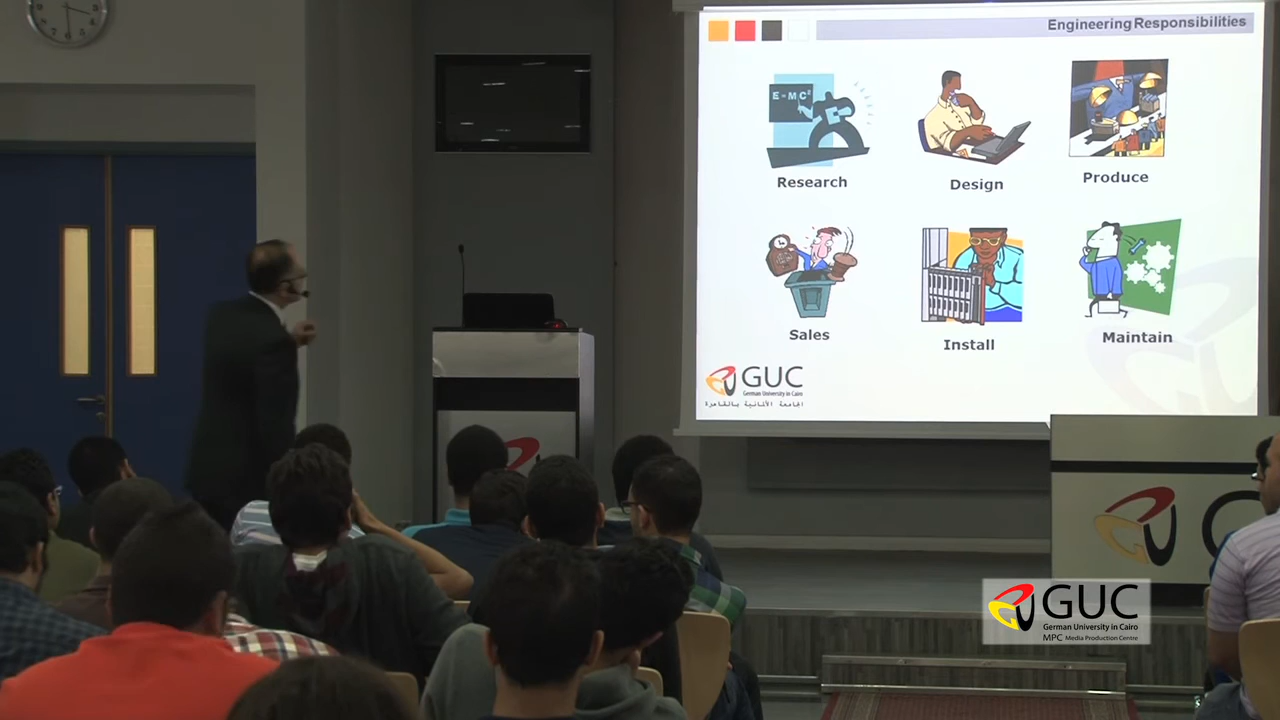 Engineering Responsibilities
E=MC²
Research
Design
Produce
Sales
Install
Maintain
GUC
German University in Cairo
الجامعة الألمانية بالقاهرة
GUC
German University in Cairo
MPC Media Production Centre